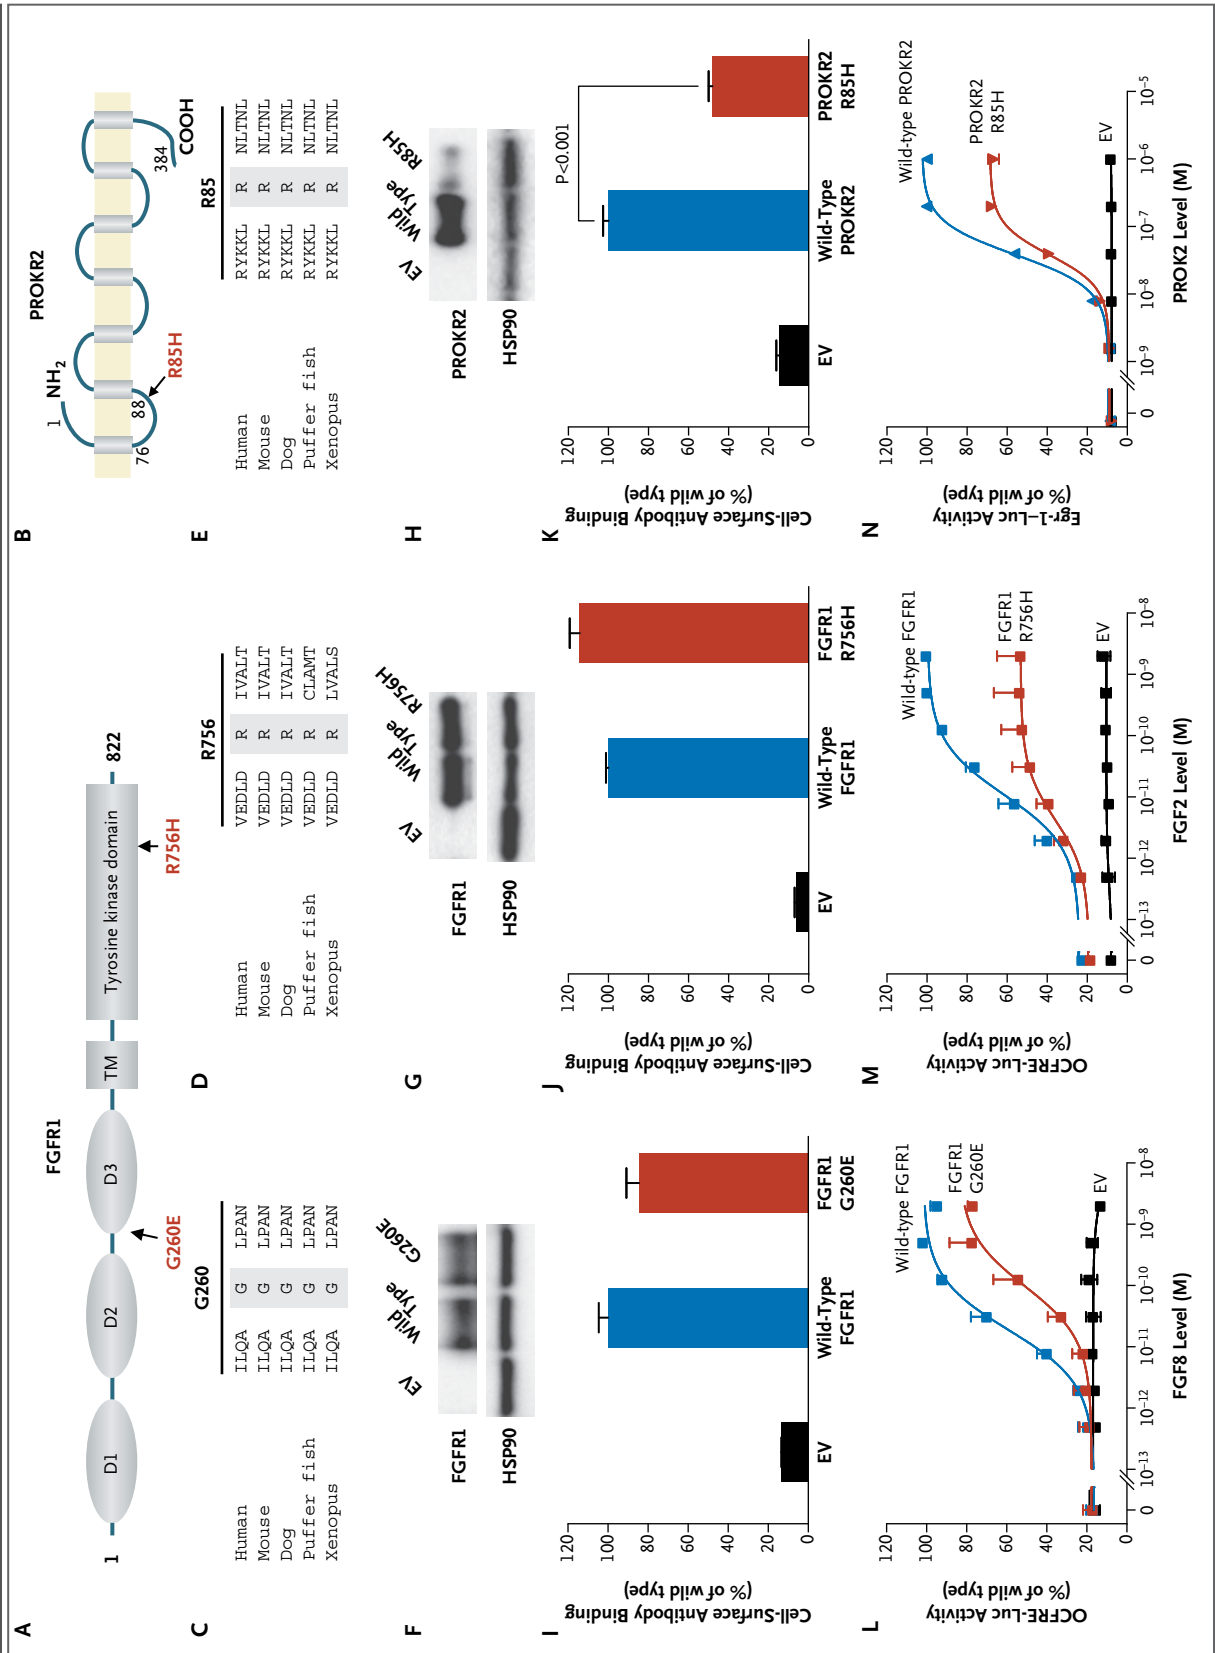 A
FGFR1
1
D1
D2
D3
TM
Tyrosine kinase domain
822
G260E
R756H
B
PROKR2
1
NH2
76
88
R85H
384
COOH
C
G260
Human ILQA G LPAN
Mouse ILQA G LPAN
Dog ILQA G LPAN
Puffer fish ILQA G LPAN
Xenopus ILQA G LPAN
D
R756
Human VEDLD R IVALT
Mouse VEDLD R IVALT
Dog VEDLD R IVALT
Puffer fish VEDLD R CLAMT
Xenopus VEDLD R LVALS
E
R85
Human RYKKL R NLTNL
Mouse RYKKL R NLTNL
Dog RYKKL R NLTNL
Puffer fish RYKKL R NLTNL
Xenopus RYKKL R NLTNL
F
EV
Wild
Type
G260E
FGFR1
HSP90
G
EV
Wild
Type
R756H
FGFR1
HSP90
H
EV
Wild
Type
R85H
PROKR2
HSP90
I
Cell-Surface Antibody Binding
(% of wild type)
120
100
80
60
40
20
0
EV
Wild-Type
FGFR1
FGFR1
G260E
J
Cell-Surface Antibody Binding
(% of wild type)
120
100
80
60
40
20
0
EV
Wild-Type
FGFR1
FGFR1
R756H
K
Cell-Surface Antibody Binding
(% of wild type)
120
100
80
60
40
20
0
P<0.001
EV
Wild-Type
PROKR2
PROKR2
R85H
L
OCFRE-Luc Activity
(% of wild type)
120
100
80
60
40
20
0
Wild-type FGFR1
FGFR1
G260E
EV
0 10−13 10−12 10−11 10−10 10−9 10−8
FGF8 Level (M)
M
OCFRE-Luc Activity
(% of wild type)
120
100
80
60
40
20
0
Wild-type FGFR1
FGFR1
R756H
EV
0 10−13 10−12 10−11 10−10 10−9 10−8
FGF2 Level (M)
N
Egr-1–Luc Activity
(% of wild type)
120
100
80
60
40
20
0
Wild-type PROKR2
PROKR2
R85H
EV
0 10−9 10−8 10−7 10−6 10−5
PROK2 Level (M)